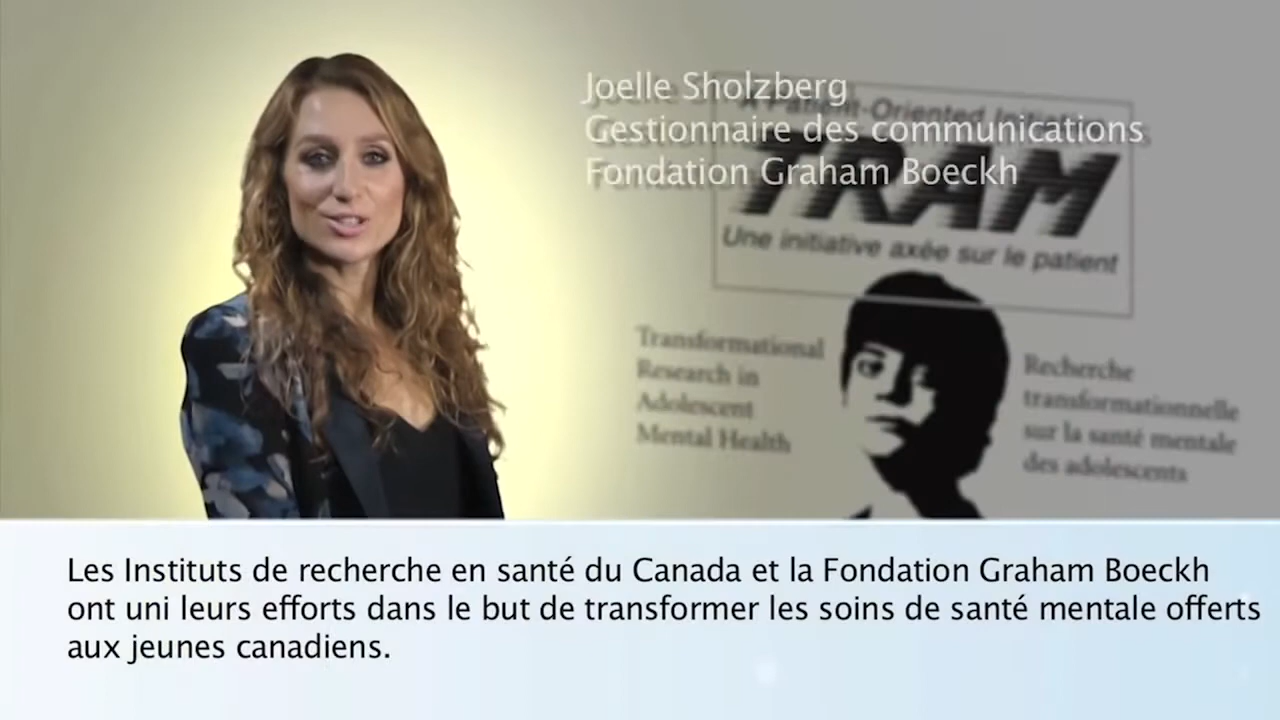 Joelle Sholzberg
Gestionnaire des communications
Fondation Graham Boeckh
A Patient-Oriented Initiative
TRAM
Une initiative axée sur le patient
Transformational
Research in
Adolescent
Mental Health
Recherche
transformationnelle
sur la santé mentale
des adolescents
Les Instituts de recherche en santé du Canada et la Fondation Graham Boeckh
ont uni leurs efforts dans le but de transformer les soins de santé mentale offerts
aux jeunes canadiens.